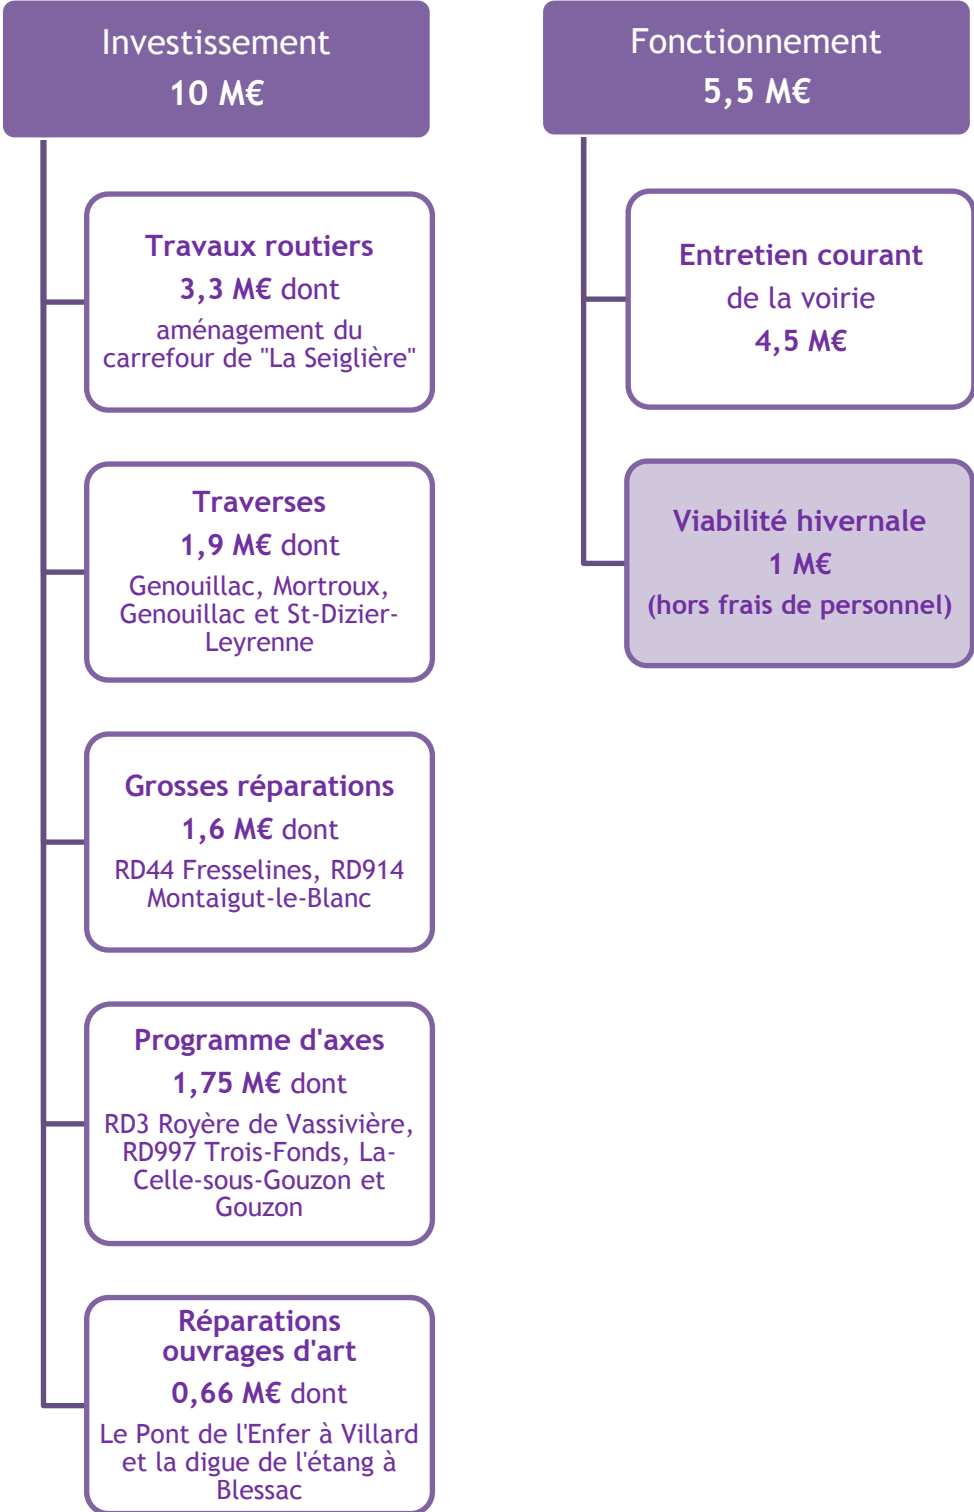 Investissement
10 M€
Travaux routiers
3,3 M€ dont
aménagement du
carrefour de "La Seiglière"
Traverses
1,9 M€ dont
Genouillac, Mortroux,
Genouillac et St-Dizier-
Leyrenne
Grosses réparations
1,6 M€ dont
RD44 Fresselines, RD914
Montaigut-le-Blanc
Programme d'axes
1,75 M€ dont
RD3 Royère de Vassivière,
RD997 Trois-Fonds, La-
Celle-sous-Gouzon et
Gouzon
Réparations
ouvrages d'art
0,66 M€ dont
Le Pont de l'Enfer à Villard
et la digue de l'étang à
Blessac
Fonctionnement
5,5 M€
Entretien courant
de la voirie
4,5 M€
Viabilité hivernale
1 M€
(hors frais de personnel)